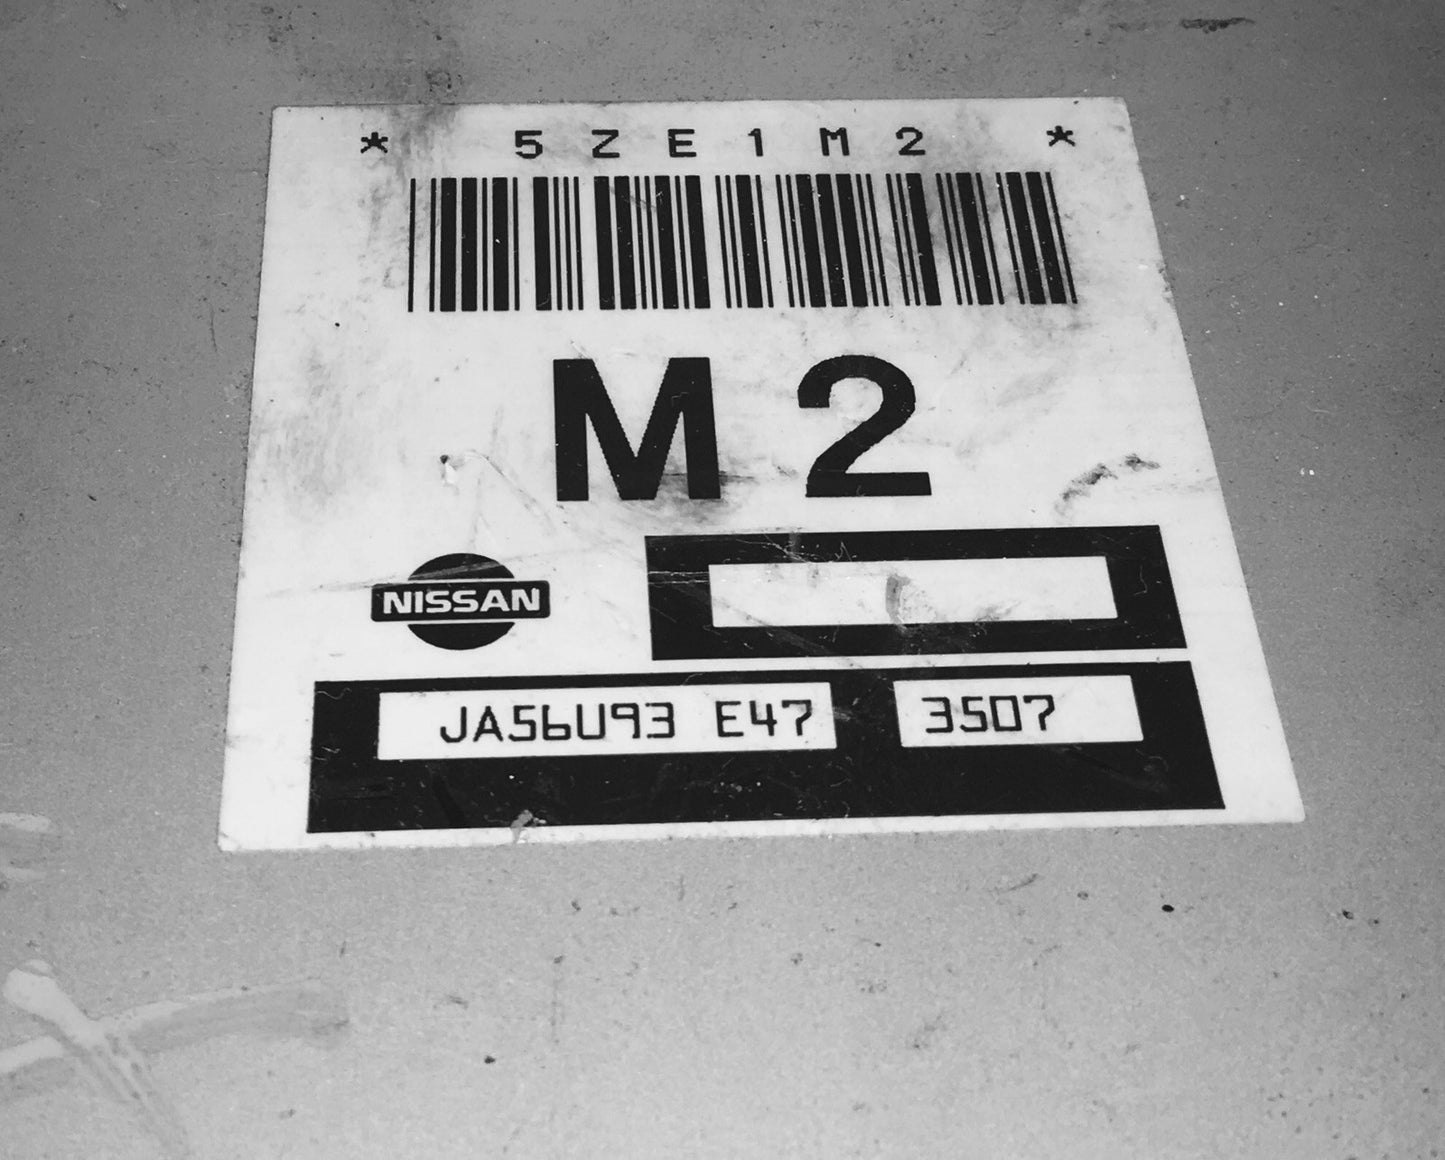 * 5ZE1M2 *
M2
NISSAN
JA56U93 E47 3507